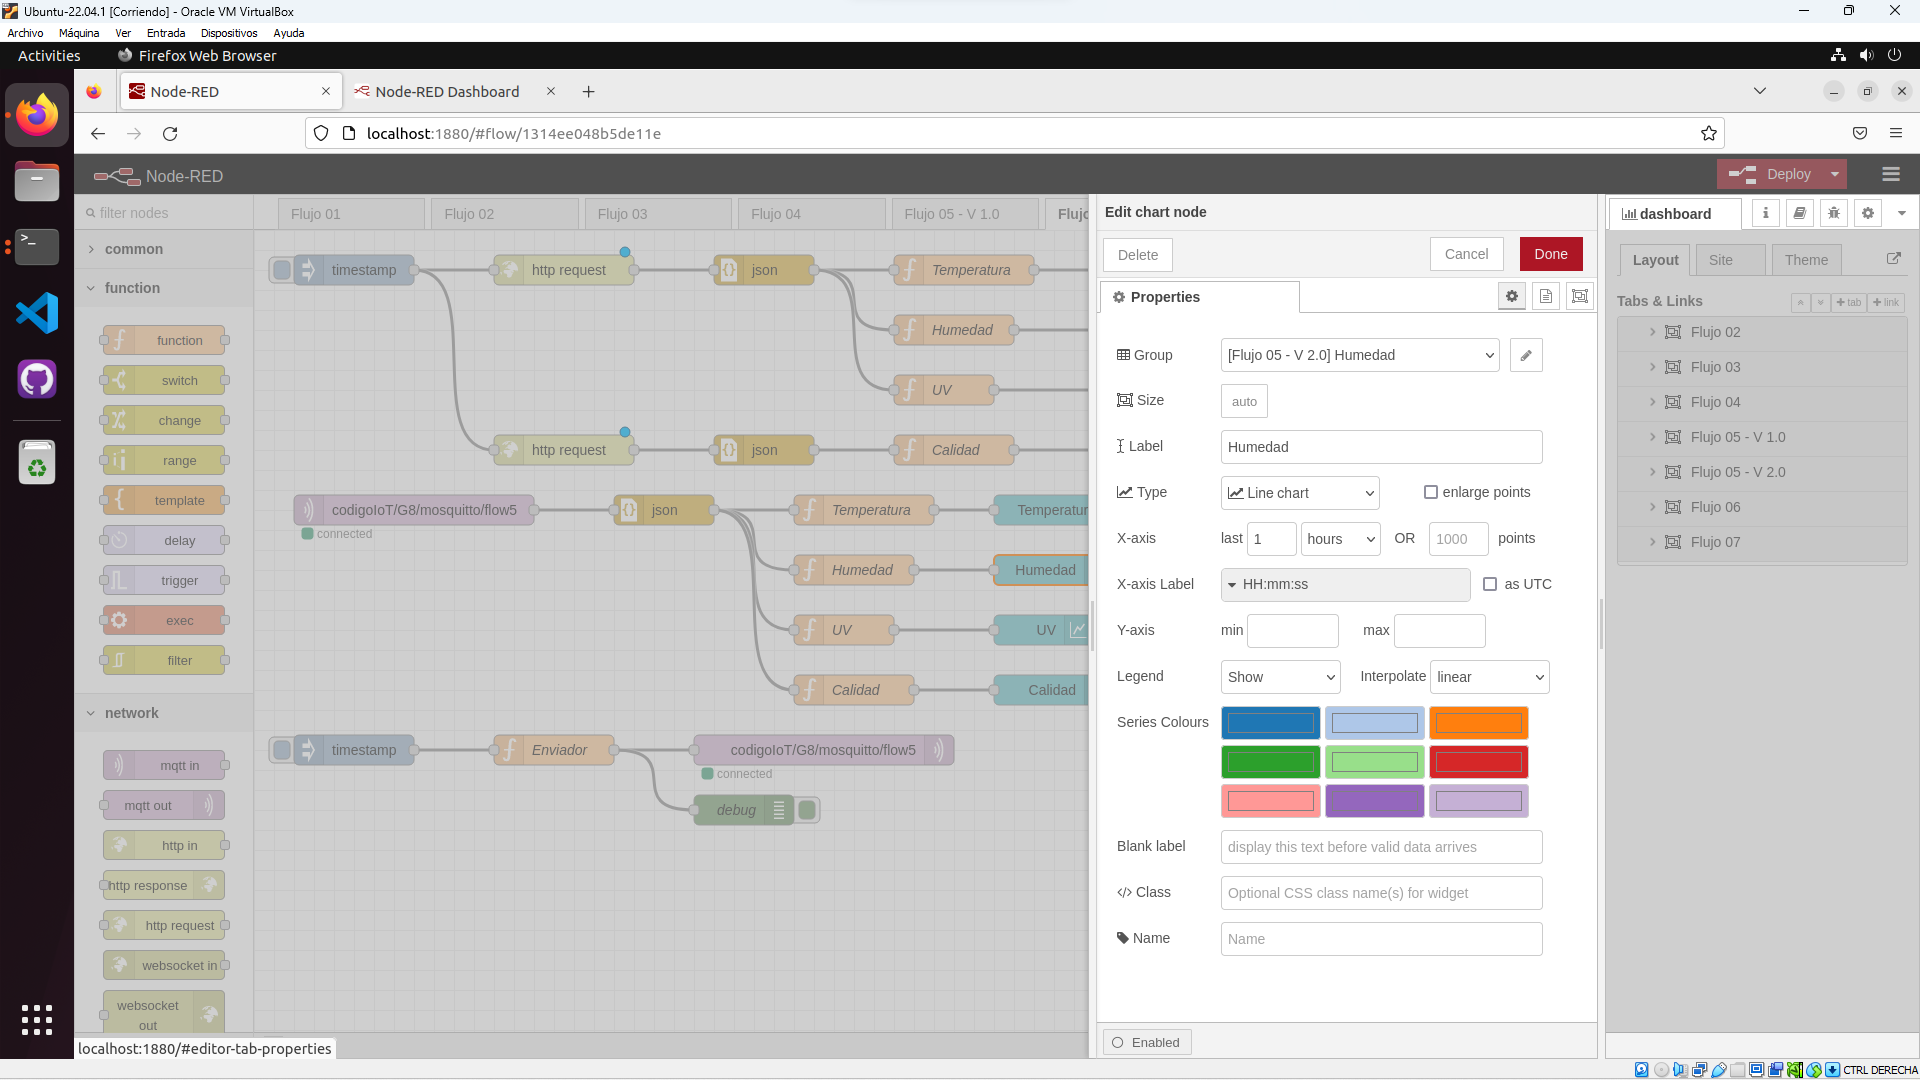 Ubuntu-22.04.1 [Corriendo] - Oracle VM VirtualBox
Archivo Máquina Ver Entrada Dispositivos Ayuda
Activities Firefox Web Browser
Node-RED
Node-RED Dashboard
localhost:1880/#flow/1314ee048b5de11e
Node-RED
Deploy
filter nodes
common
function
function
switch
change
range
template
delay
trigger
exec
filter
network
mqtt in
mqtt out
http in
http response
http request
websocket in
websocket
out
Flujo 01
Flujo 02
Flujo 03
Flujo 04
Flujo 05 - V 1.0
Flujo
timestamp
http request
json
Temperatura
Humedad
UV
http request
json
Calidad
codigoIoT/G8/mosquitto/flow5
connected
json
Temperatura
Temperatur
Humedad
Humedad
UV
UV
Calidad
Calidad
timestamp
Enviador
codigoIoT/G8/mosquitto/flow5
connected
debug
Edit chart node
Delete
Cancel
Done
Properties
Group
[Flujo 05 - V 2.0] Humedad
Size
auto
Label
Humedad
Type
Line chart
enlarge points
X-axis
last 1 hours OR 1000 points
X-axis Label
HH:mm:ss
as UTC
Y-axis
min
max
Legend
Show
Interpolate
linear
Series Colours
Blank label
display this text before valid data arrives
Class
Optional CSS class name(s) for widget
Name
Name
Enabled
dashboard
Layout
Site
Theme
Tabs & Links
tab
link
Flujo 02
Flujo 03
Flujo 04
Flujo 05 - V 1.0
Flujo 05 - V 2.0
Flujo 06
Flujo 07
localhost:1880/#editor-tab-properties
CTRL DERECHA